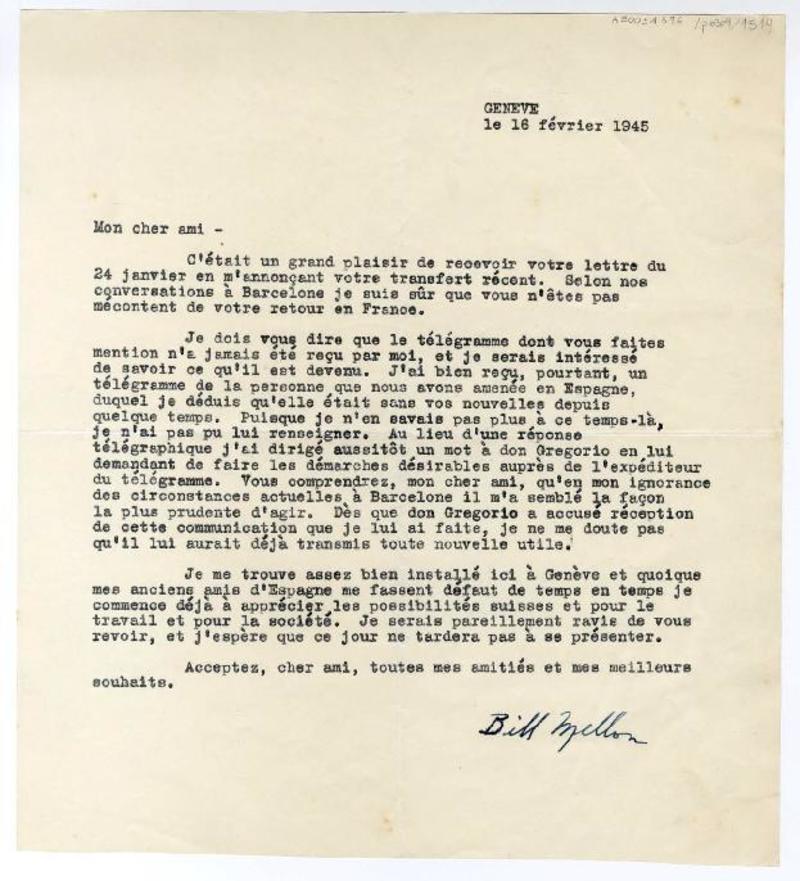 GENEVE
le 16 février 1945
Mon cher ami -
C'était un grand plaisir de recevoir votre lettre du
24 janvier en m'annonçant votre transfert récent. Selon nos
conversations à Barcelone je suis sûr que vous n'êtes pas
mécontent de votre retour en France.
Je dois vous dire que le télégramme dont vous faites
mention n'a jamais été reçu par moi, et je serais intéressé
de savoir ce qu'il est devenu. J'ai bien reçu, pourtant, un
télégramme de la personne que nous avons amenée en Espagne,
duquel je déduis qu'elle était sans vos nouvelles depuis
quelque temps. Puisque je n'en savais pas plus à ce temps-là,
je n'ai pas pu lui renseigner. Au lieu d'une réponse
télégraphique j'ai dirigé aussitôt un mot à don Gregorio en lui
demandant de faire les démarches désirables auprès de l'expéditeur
du télégramme. Vous comprendrez, mon cher ami, qu'en mon ignorance
des circonstances actuelles à Barcelone il m'a semblé la façon
la plus prudente d'agir. Dès que don Gregorio a accusé réception
de cette communication que je lui ai faite, je ne me doute pas
qu'il lui aurait déjà transmis toute nouvelle utile.
Je me trouve assez bien installé ici à Genève et quoique
mes anciens amis d'Espagne me fassent défaut de temps en temps je
commence déjà à apprécier les possibilités suisses et pour le
travail et pour la société. Je serais pareillement ravis de vous
revoir, et j'espère que ce jour ne tardera pas à se présenter.
Acceptez, cher ami, toutes mes amitiés et mes meilleurs
souhaits.
Bill Mellon